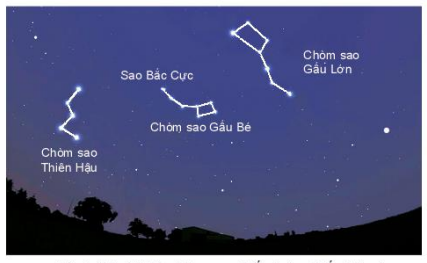 Chòm sao
Gấu Lớn
Sao Bắc Cực
Chòm sao Gấu Bé
Chòm sao
Thiên Hậu